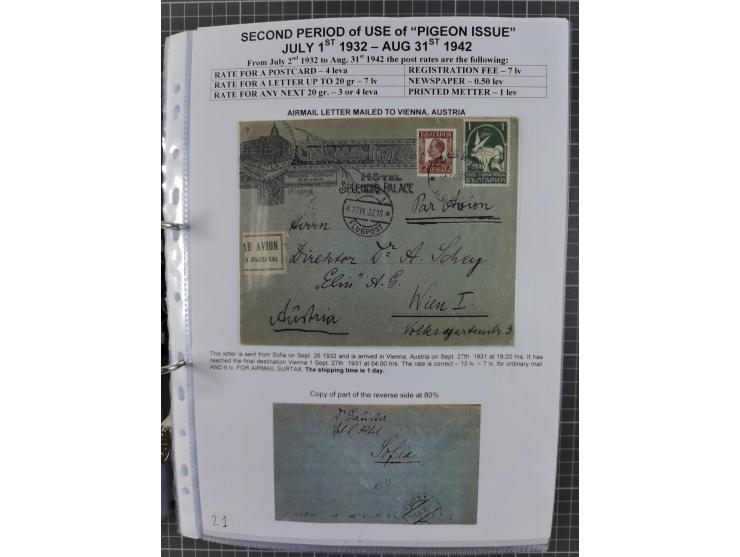 SECOND PERIOD of USE of "PIGEON ISSUE"
JULY 1ST 1932 – AUG 31ST 1942
From July 2nd 1932 to Aug. 31st 1942 the post rates are the following:
RATE FOR A POSTCARD – 4 leva
REGISTRATION FEE – 7 lv
RATE FOR A LETTER UP TO 20 gr – 7 lv
NEWSPAPER – 0.50 lev
RATE FOR ANY NEXT 20 gr. – 3 or 4 leva
PRINTED METTER – 1 lev
AIRMAIL LETTER MAILED TO VIENNA, AUSTRIA
БЪЛГАРИЯ
БЪЛГАРИЯ
HÔTEL
SPLENDID PALACE
FLUGPOST
Par Avion
Herrn
AR AVION
Direktor Dr A. Schey
"Elin" A.G.
Wien I.
Austria
Volksgartenstr. 3
This letter is sent from Sofia on Sept. 26 1932 and is arrived in Vienna, Austria on Sept. 27th 1931 at 18.00 hrs. It has
reached the final destination Vienna 1 Sept. 27th 1931 at 04.00 hrs. The rate is correct – 13 lv. – 7 lv. for ordinary mail
AND 6 lv. FOR AIRMAIL SURTAX. The shipping time is 1 day.
Copy of part of the reverse side at 80%
Sofia
21